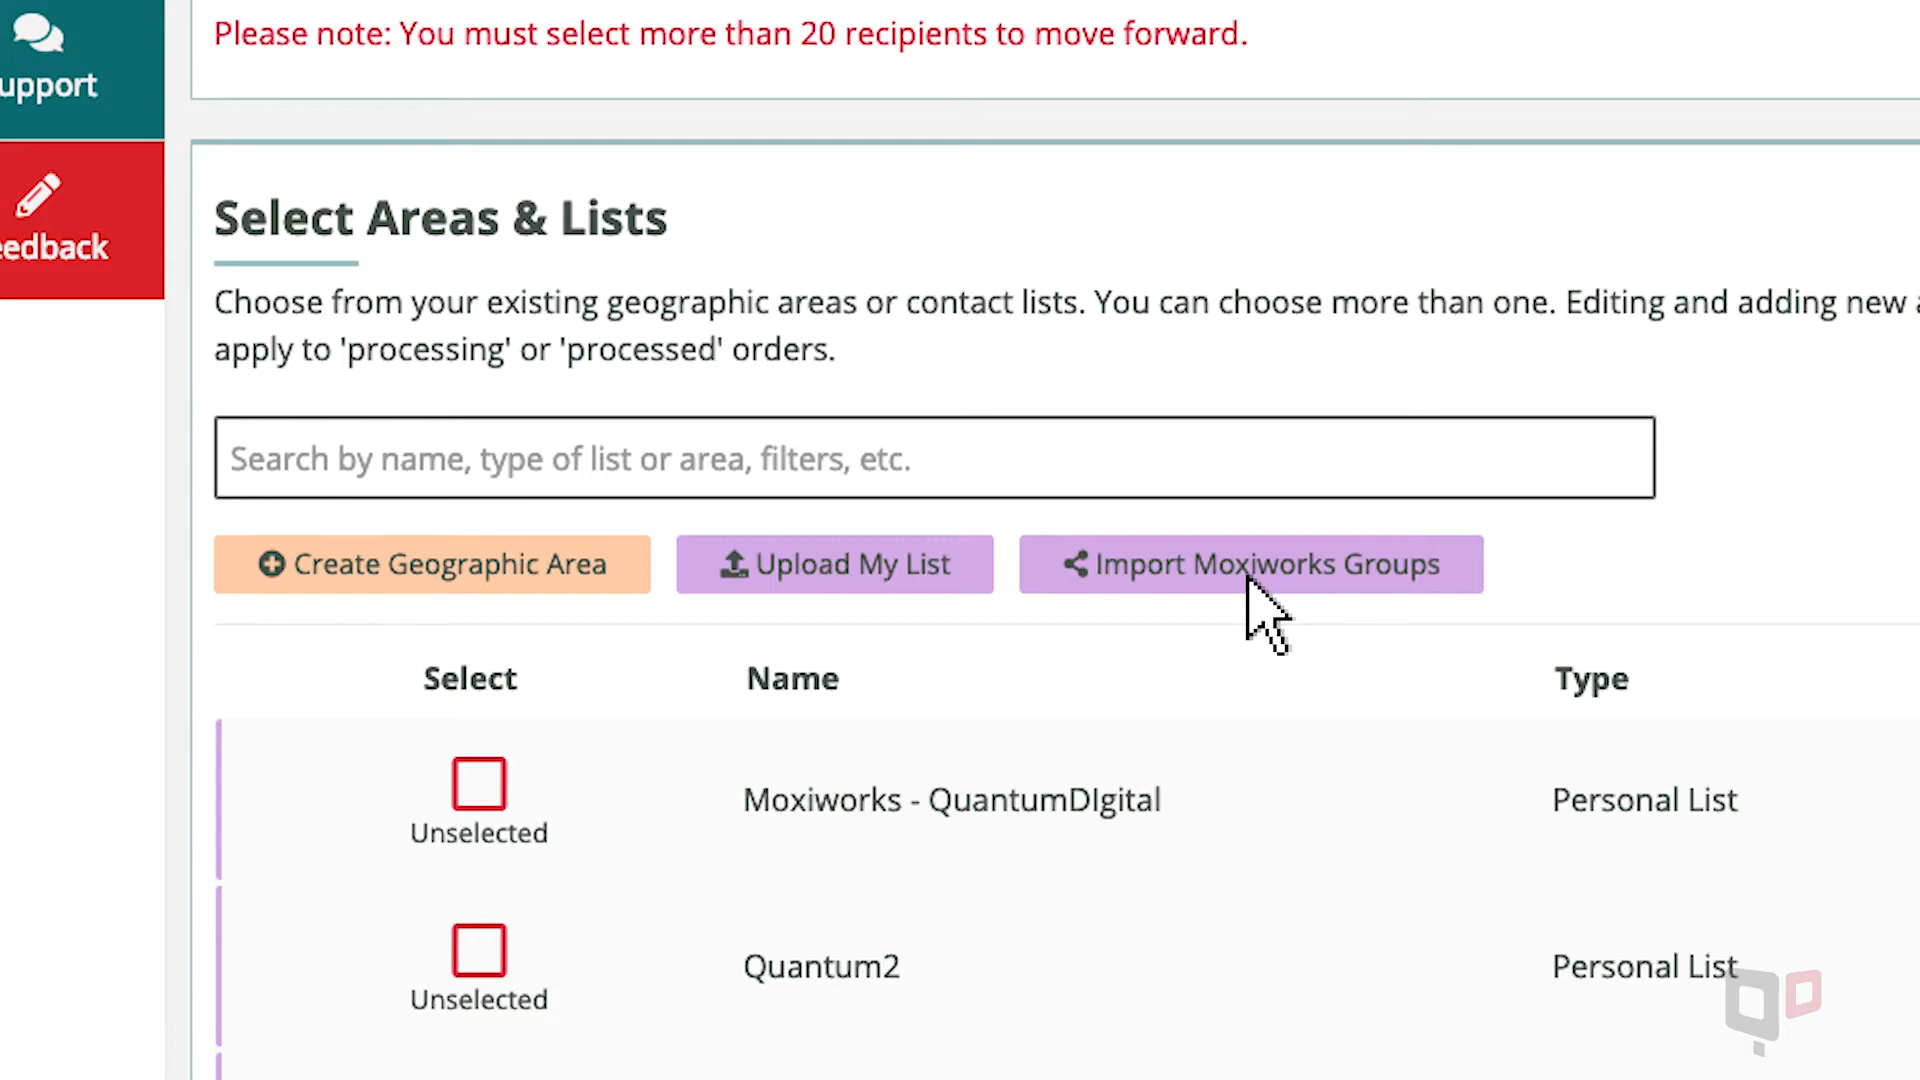 Please note: You must select more than 20 recipients to move forward.
upport
eedback
Select Areas & Lists
Choose from your existing geographic areas or contact lists. You can choose more than one. Editing and adding new
apply to 'processing' or 'processed' orders.
Search by name, type of list or area, filters, etc.
Create Geographic Area
Upload My List
Import Moxiworks Groups
Select Name Type
Moxiworks - QuantumDIgital Personal List
Unselected
Quantum2 Personal List
Unselected